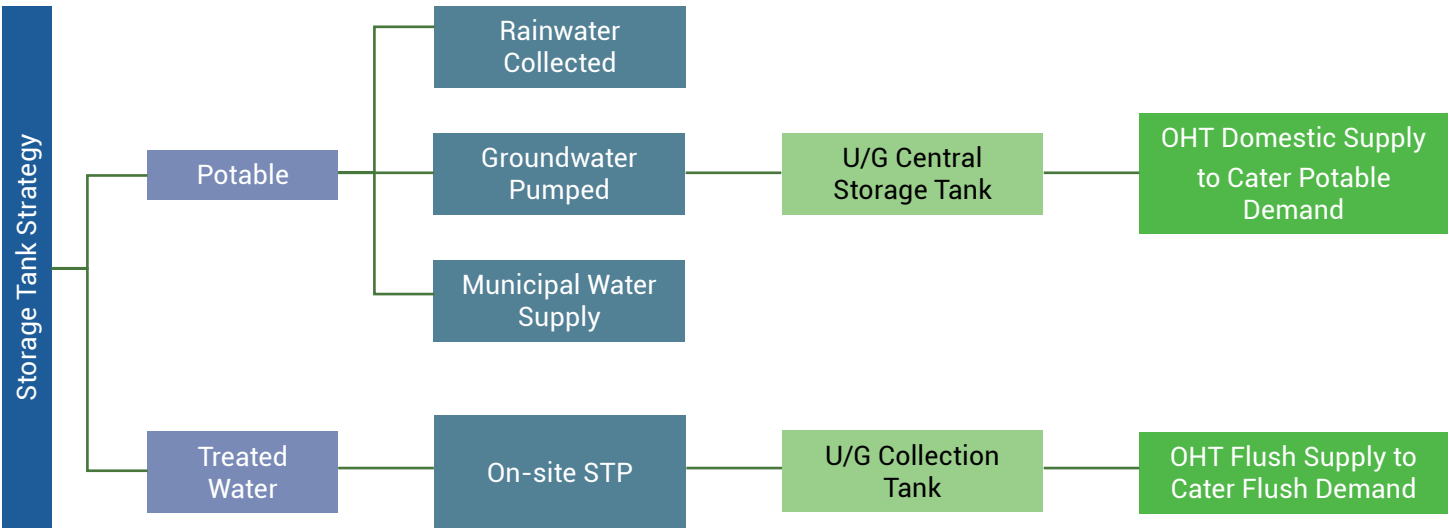 Storage Tank Strategy
Potable
Rainwater
Collected
Groundwater
Pumped
Municipal Water
Supply
U/G Central
Storage Tank
OHT Domestic Supply
to Cater Potable
Demand
Treated
Water
On-site STP
U/G Collection
Tank
OHT Flush Supply to
Cater Flush Demand